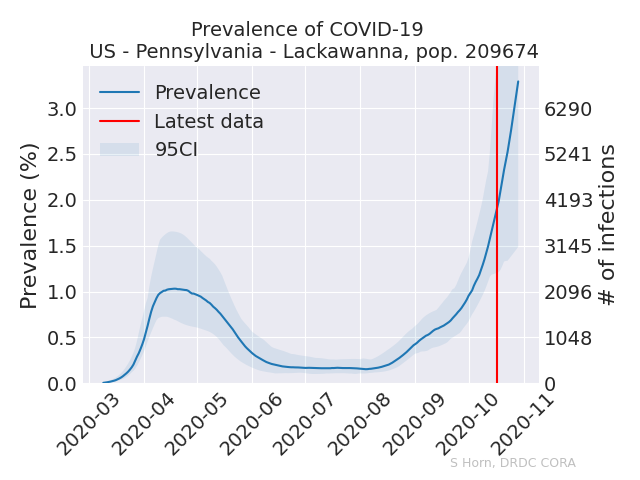 Prevalence of COVID-19
US - Pennsylvania - Lackawanna, pop. 209674
Prevalence
Latest data
95CI
Prevalence (%)
3.0
2.5
2.0
1.5
1.0
0.5
0.0
6290
5241
4193
3145
2096
1048
0
# of infections
2020-03
2020-04
2020-05
2020-06
2020-07
2020-08
2020-09
2020-10
2020-11
S Horn, DRDC CORA